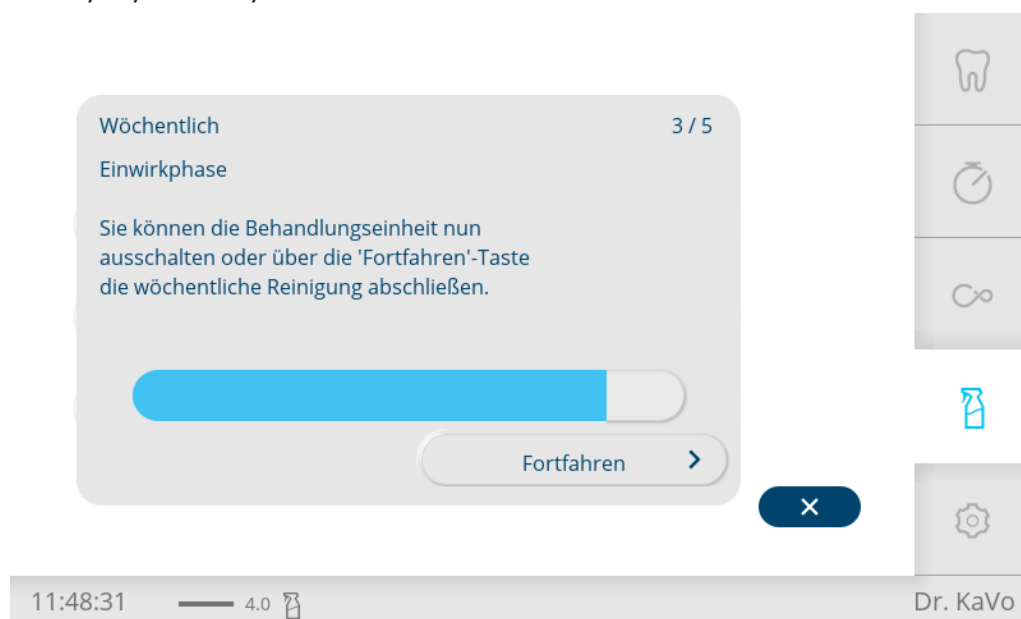 Wöchentlich 3 / 5
Einwirkphase
Sie können die Behandlungseinheit nun
ausschalten oder über die 'Fortfahren'-Taste
die wöchentliche Reinigung abschließen.
Fortfahren
11:48:31 4.0 Dr. KaVo